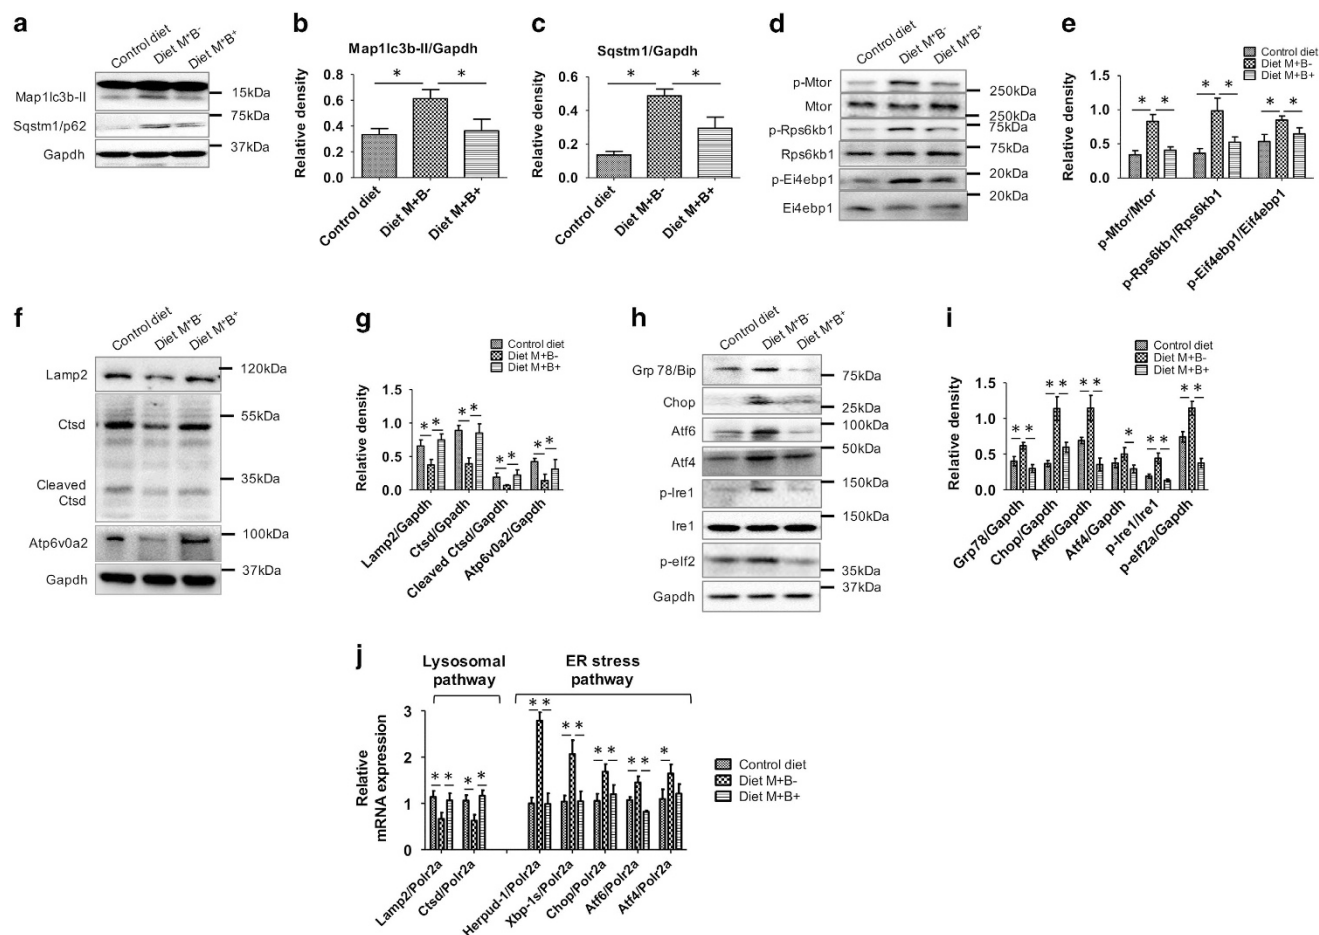 a
Control diet
Diet M+B-
Diet M+B+
Map1lc3b-II
15kDa
Sqstm1/p62
75kDa
Gapdh
37kDa
b
Map1lc3b-II/Gapdh
Relative density
0.8
0.6
0.4
0.2
0.0
*
*
Control diet
Diet M+B-
Diet M+B+
c
Sqstm1/Gapdh
Relative density
0.6
0.4
0.2
0.0
*
*
Control diet
Diet M+B-
Diet M+B+
d
Control diet
Diet M+B-
Diet M+B+
p-Mtor
250kDa
Mtor
250kDa
p-Rps6kb1
75kDa
Rps6kb1
75kDa
p-Ei4ebp1
20kDa
Ei4ebp1
20kDa
e
Control diet
Diet M+B-
Diet M+B+
Relative density
1.5
1.0
0.5
0.0
* *
* *
* *
p-Mtor/Mtor
p-Rps6kb1/Rps6kb1
p-Eif4ebp1/Eif4ebp1
f
Control diet
Diet M+B-
Diet M+B+
Lamp2
120kDa
Ctsd
55kDa
Cleaved
Ctsd
35kDa
Atp6v0a2
100kDa
Gapdh
37kDa
g
Control diet
Diet M+B-
Diet M+B+
Relative density
1.5
1.0
0.5
0.0
* *
* *
* *
* *
Lamp2/Gapdh
Ctsd/Gpadh
Cleaved Ctsd/Gapdh
Atp6v0a2/Gapdh
h
Control diet
Diet M+B-
Diet M+B+
Grp 78/Bip
75kDa
Chop
25kDa
Atf6
100kDa
Atf4
50kDa
p-Ire1
150kDa
Ire1
150kDa
p-eIf2
35kDa
Gapdh
37kDa
i
Control diet
Diet M+B-
Diet M+B+
Relative density
1.5
1.0
0.5
0.0
* *
* *
* *
*
* *
* *
Grp78/Gapdh
Chop/Gapdh
Atf6/Gapdh
Atf4/Gapdh
p-Ire1/Ire1
p-eIf2a/Gapdh
j
Lysosomal
pathway
ER stress
pathway
Relative
mRNA expression
3
2
1
0
* *
* *
* *
* *
* *
* *
*
Control diet
Diet M+B-
Diet M+B+
Lamp2/Polr2a
Ctsd/Polr2a
Herpud-1/Polr2a
Xbp-1s/Polr2a
Chop/Polr2a
Atf6/Polr2a
Atf4/Polr2a